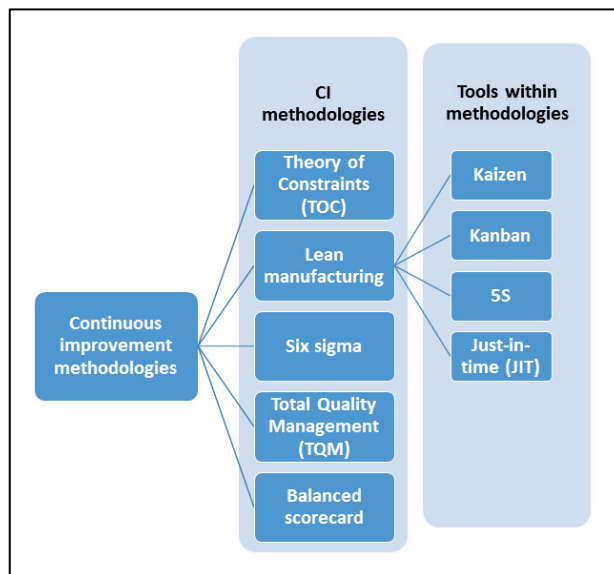 CI
methodologies
Tools within
methodologies
Theory of
Constraints
(TOC)
Lean
manufacturing
Six sigma
Total Quality
Management
(TQM)
Balanced
scorecard
Continuous
improvement
methodologies
Kaizen
Kanban
5S
Just-in-
time (JIT)